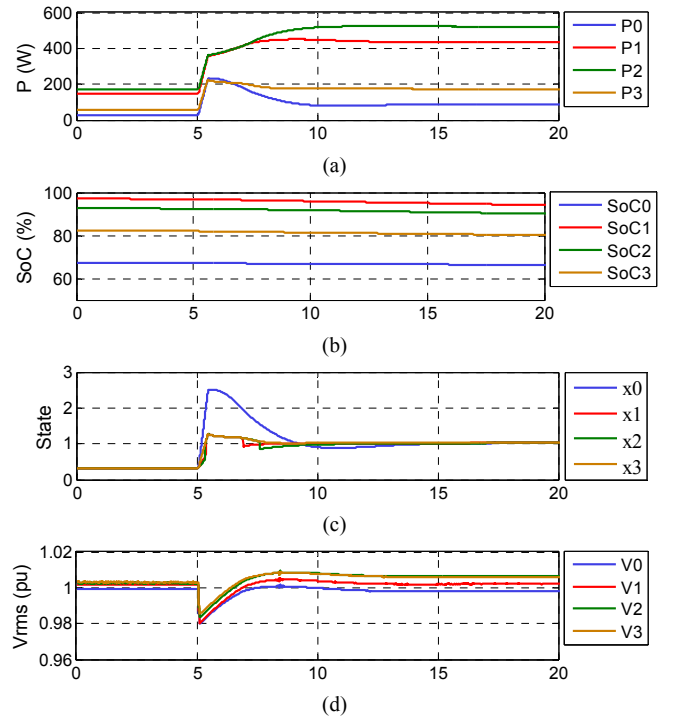 P (W)
600
400
200
0
0
5
10
15
20
P0
P1
P2
P3
(a)
SoC (%)
100
80
60
0
5
10
15
20
SoC0
SoC1
SoC2
SoC3
(b)
State
3
2
1
0
0
5
10
15
20
x0
x1
x2
x3
(c)
Vrms (pu)
1.02
1
0.98
0.96
0
5
10
15
20
V0
V1
V2
V3
(d)